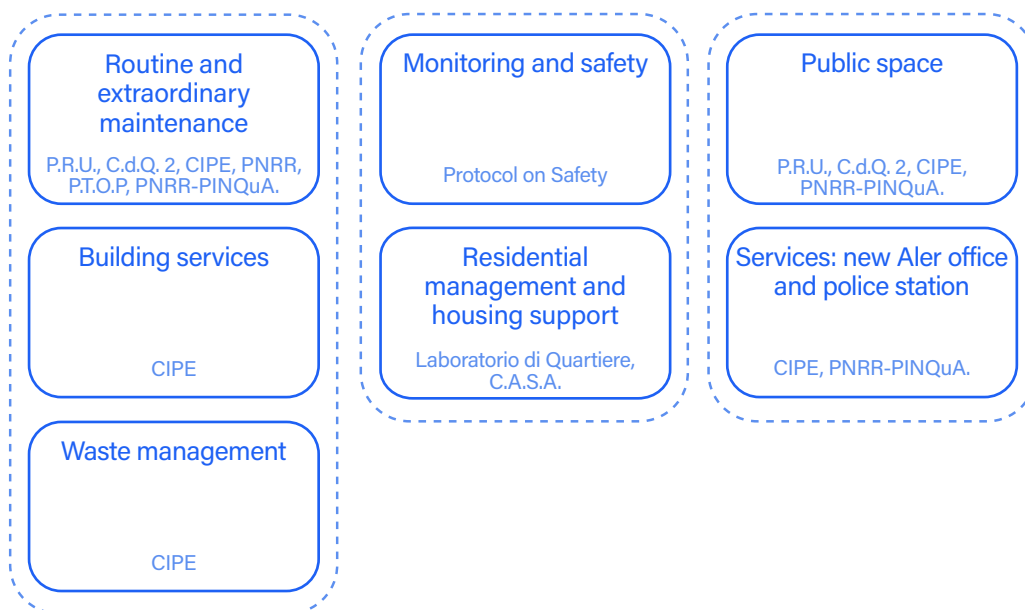 Routine and
extraordinary
maintenance
P.R.U., C.d.Q. 2, CIPE, PNRR,
P.T.O.P, PNRR-PINQuA.
Building services
CIPE
Waste management
CIPE
Monitoring and safety
Protocol on Safety
Residential
management and
housing support
Laboratorio di Quartiere,
C.A.S.A.
Public space
P.R.U., C.d.Q. 2, CIPE,
PNRR-PINQuA.
Services: new Aler office
and police station
CIPE, PNRR-PINQuA.